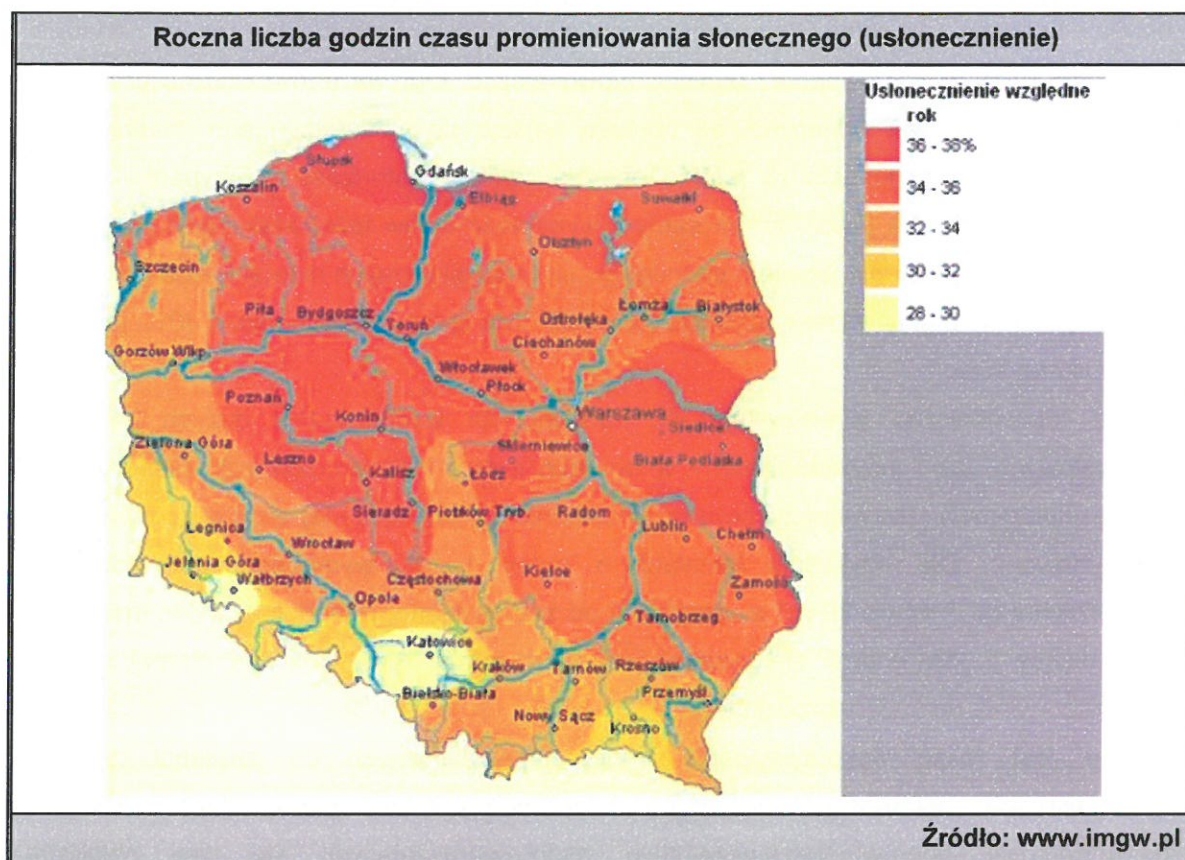 Roczna liczba godzin czasu promieniowania słonecznego (usłonecznienie)
Usłonecznienie względne
rok
36 - 38%
34 - 36
32 - 34
30 - 32
28 - 30
Słupsk
Gdańsk
Koszalin
Elbląg
Suwałki
Olsztyn
Szczecin
Piła
Bydgoszcz
Toruń
Łomża
Białystok
Ostrołęka
Ciechanów
Gorzów Wlkp.
Włocławek
Płock
Poznań
Konin
Warszawa
Siedlce
Zielona Góra
Leszno
Skierniewice
Biała Podlaska
Kalisz
Łódź
Sieradz
Piotrków Tryb.
Radom
Lublin
Chełm
Legnica
Wrocław
Jelenia Góra
Wałbrzych
Częstochowa
Kielce
Zamość
Opole
Tarnobrzeg
Katowice
Kraków
Tarnów
Rzeszów
Bielsko-Biała
Przemyśl
Nowy Sącz
Krosno
Źródło: www.imgw.pl